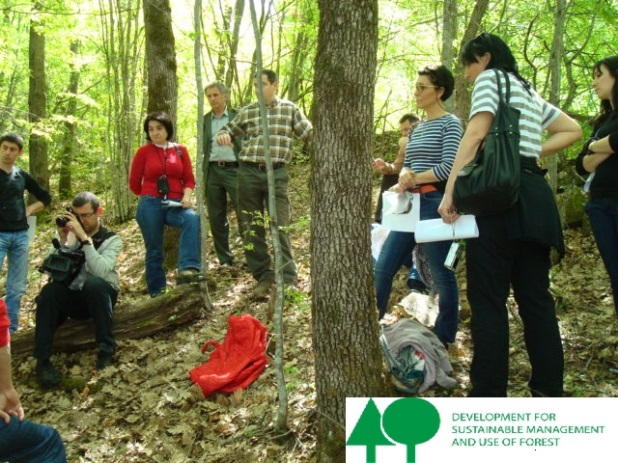 DEVELOPMENT FOR
SUSTAINABLE MANAGEMENT
AND USE OF FOREST